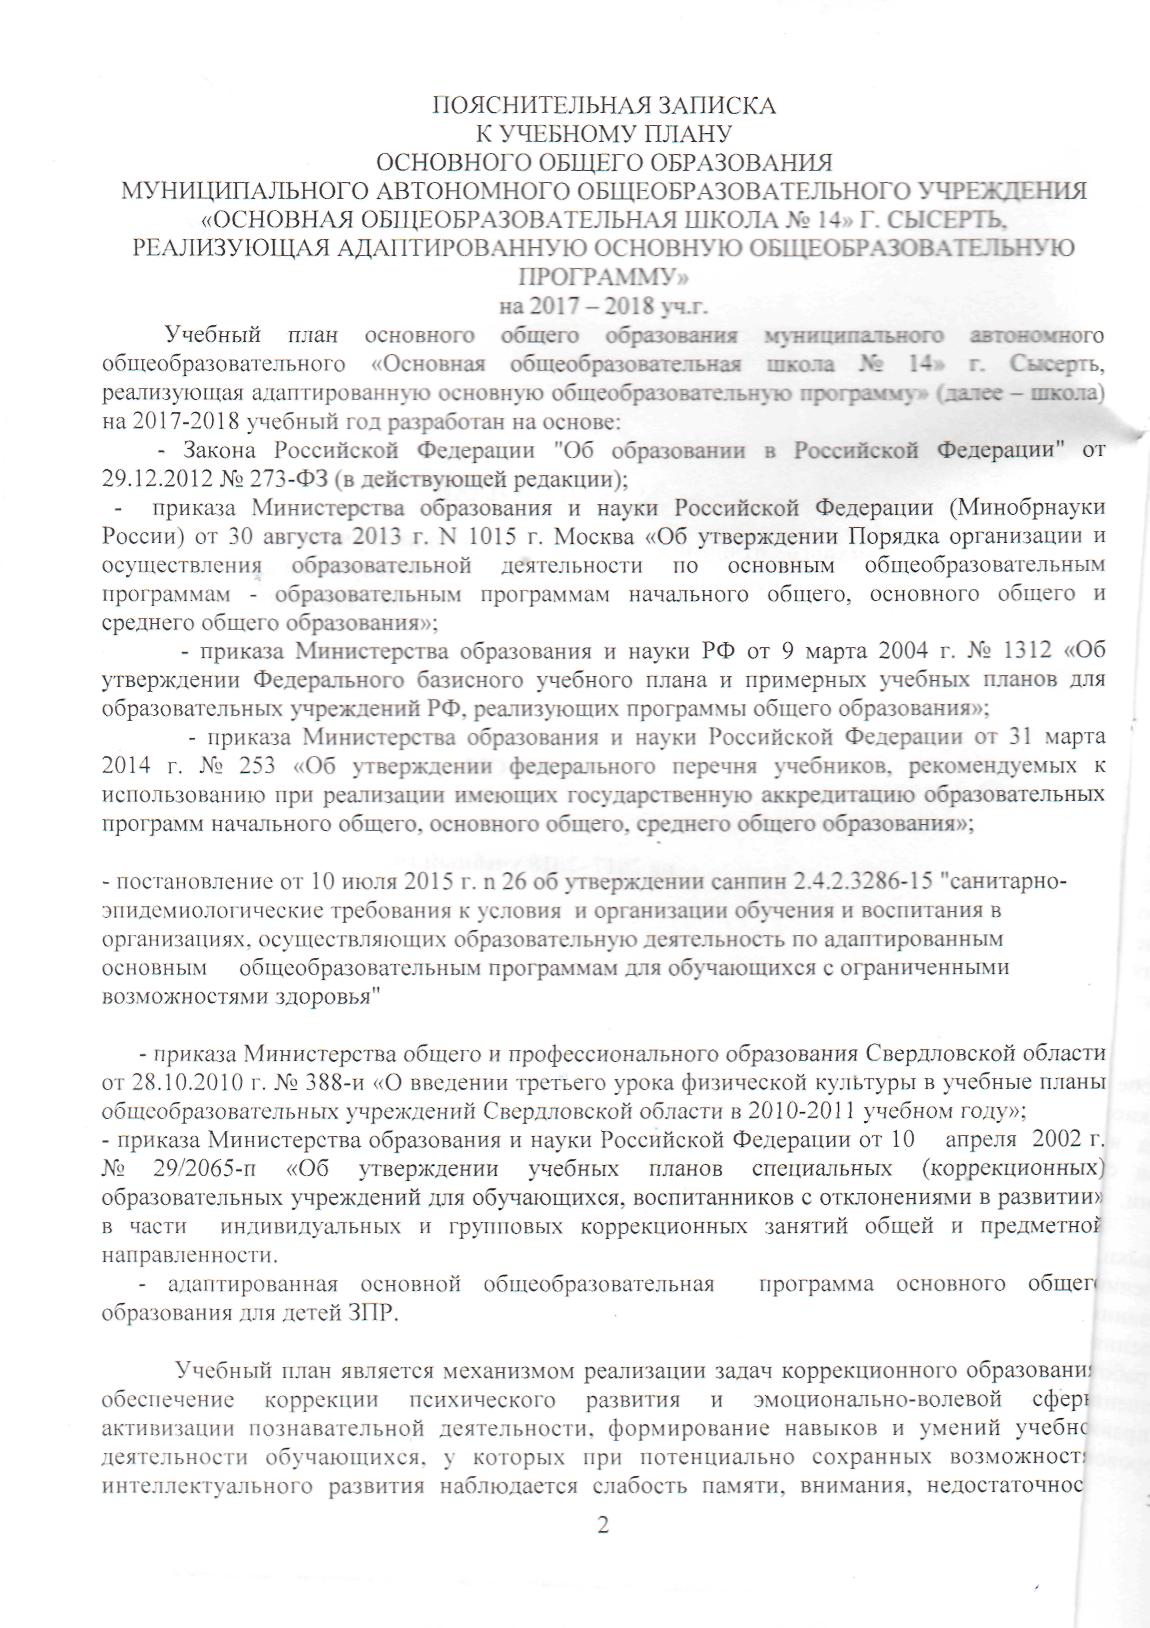 ПОЯСНИТЕЛЬНАЯ ЗАПИСКА
К УЧЕБНОМУ ПЛАНУ
ОСНОВНОГО ОБЩЕГО ОБРАЗОВАНИЯ
МУНИЦИПАЛЬНОГО АВТОНОМНОГО ОБЩЕОБРАЗОВАТЕЛЬНОГО УЧРЕЖДЕНИЯ
«ОСНОВНАЯ ОБЩЕОБРАЗОВАТЕЛЬНАЯ ШКОЛА № 14» Г. СЫСЕРТЬ,
РЕАЛИЗУЮЩАЯ АДАПТИРОВАННУЮ ОСНОВНУЮ ОБЩЕОБРАЗОВАТЕЛЬНУЮ
ПРОГРАММУ»
на 2017 – 2018 уч.г.
Учебный план основного общего образования муниципального автономного
общеобразовательного «Основная общеобразовательная школа № 14» г. Сысерть,
реализующая адаптированную основную общеобразовательную программу» (далее – школа)
на 2017-2018 учебный год разработан на основе:
- Закона Российской Федерации "Об образовании в Российской Федерации" от
29.12.2012 № 273-ФЗ (в действующей редакции);
- приказа Министерства образования и науки Российской Федерации (Минобрнауки
России) от 30 августа 2013 г. N 1015 г. Москва «Об утверждении Порядка организации и
осуществления образовательной деятельности по основным общеобразовательным
программам - образовательным программам начального общего, основного общего и
среднего общего образования»;
- приказа Министерства образования и науки РФ от 9 марта 2004 г. № 1312 «Об
утверждении Федерального базисного учебного плана и примерных учебных планов для
образовательных учреждений РФ, реализующих программы общего образования»;
- приказа Министерства образования и науки Российской Федерации от 31 марта
2014 г. № 253 «Об утверждении федерального перечня учебников, рекомендуемых к
использованию при реализации имеющих государственную аккредитацию образовательных
программ начального общего, основного общего, среднего общего образования»;
- постановление от 10 июля 2015 г. n 26 об утверждении санпин 2.4.2.3286-15 "санитарно-
эпидемиологические требования к условия и организации обучения и воспитания в
организациях, осуществляющих образовательную деятельность по адаптированным
основным общеобразовательным программам для обучающихся с ограниченными
возможностями здоровья"
- приказа Министерства общего и профессионального образования Свердловской области
от 28.10.2010 г. № 388-и «О введении третьего урока физической культуры в учебные планы
общеобразовательных учреждений Свердловской области в 2010-2011 учебном году»;
- приказа Министерства образования и науки Российской Федерации от 10 апреля 2002 г.
№ 29/2065-п «Об утверждении учебных планов специальных (коррекционных)
образовательных учреждений для обучающихся, воспитанников с отклонениями в развитии»
в части индивидуальных и групповых коррекционных занятий общей и предметной
направленности.
- адаптированная основной общеобразовательная программа основного общег
образования для детей ЗПР.
Учебный план является механизмом реализации задач коррекционного образовани
обеспечение коррекции психического развития и эмоционально-волевой сфер
активизации познавательной деятельности, формирование навыков и умений учебно
деятельности обучающихся, у которых при потенциально сохранных возможност
интеллектуального развития наблюдается слабость памяти, внимания, недостаточнос
2